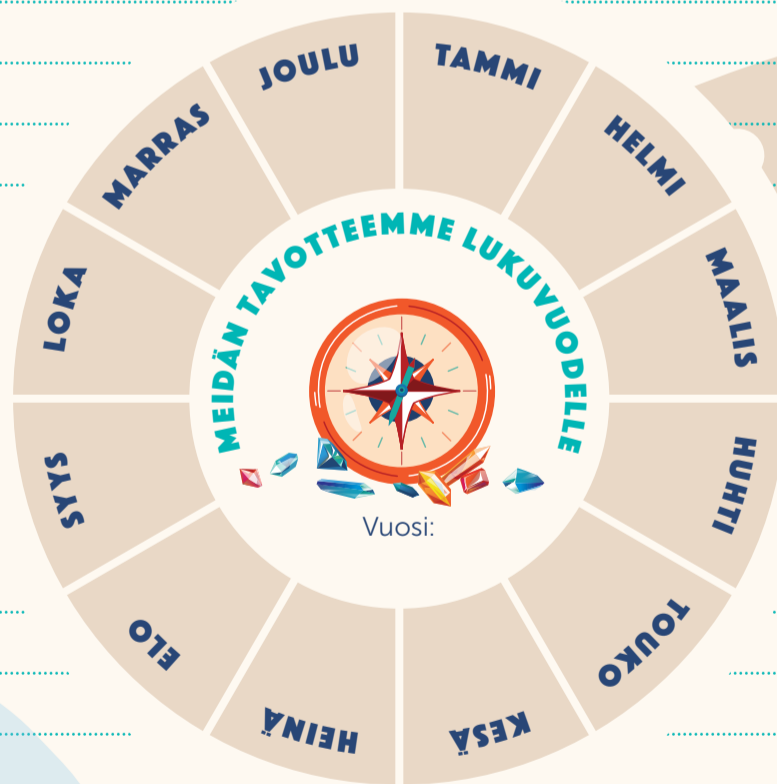 TAMMI
HELMI
MAALIS
HUHTI
TOUKO
KESÄ
HEINÄ
ELO
SYYS
LOKA
MARRAS
JOULU
MEIDÄN TAVOTTEEMME LUKUVUODELLE
Vuosi: